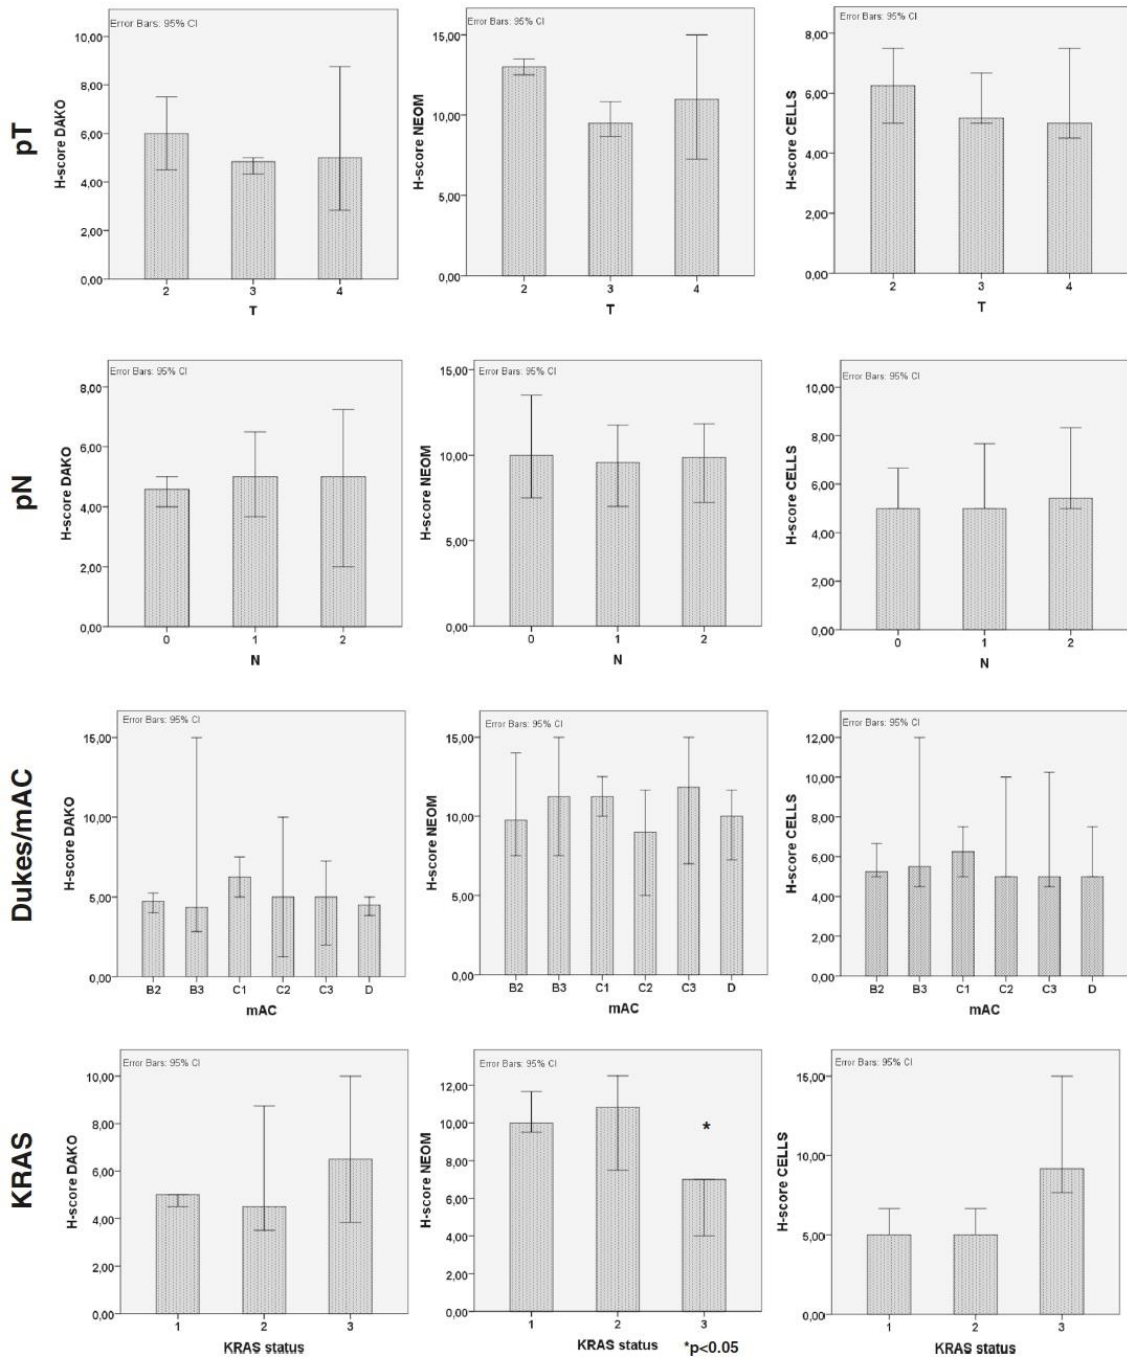 pT
Error Bars: 95% CI
H-score DAKO
10,00
8,00
6,00
4,00
2,00
0,00
2 3 4
T
Error Bars: 95% CI
H-score NEOM
15,00
10,00
5,00
0,00
2 3 4
T
Error Bars: 95% CI
H-score CELLS
8,00
6,00
4,00
2,00
0,00
2 3 4
T
pN
Error Bars: 95% CI
H-score DAKO
8,00
6,00
4,00
2,00
0,00
0 1 2
N
Error Bars: 95% CI
H-score NEOM
15,00
10,00
5,00
0,00
0 1 2
N
Error Bars: 95% CI
H-score CELLS
10,00
8,00
6,00
4,00
2,00
0,00
0 1 2
N
Dukes/mAC
Error Bars: 95% CI
H-score DAKO
15,00
10,00
5,00
0,00
B2 B3 C1 C2 C3 D
mAC
Error Bars: 95% CI
H-score NEOM
15,00
10,00
5,00
0,00
B2 B3 C1 C2 C3 D
mAC
Error Bars: 95% CI
H-score CELLS
12,00
10,00
8,00
6,00
4,00
2,00
0,00
B2 B3 C1 C2 C3 D
mAC
KRAS
Error Bars: 95% CI
H-score DAKO
10,00
8,00
6,00
4,00
2,00
0,00
1 2 3
KRAS status
Error Bars: 95% CI
H-score NEOM
12,00
10,00
8,00
6,00
4,00
2,00
0,00
*
1 2 3
KRAS status *p<0.05
Error Bars: 95% CI
H-score CELLS
15,00
10,00
5,00
0,00
1 2 3
KRAS status